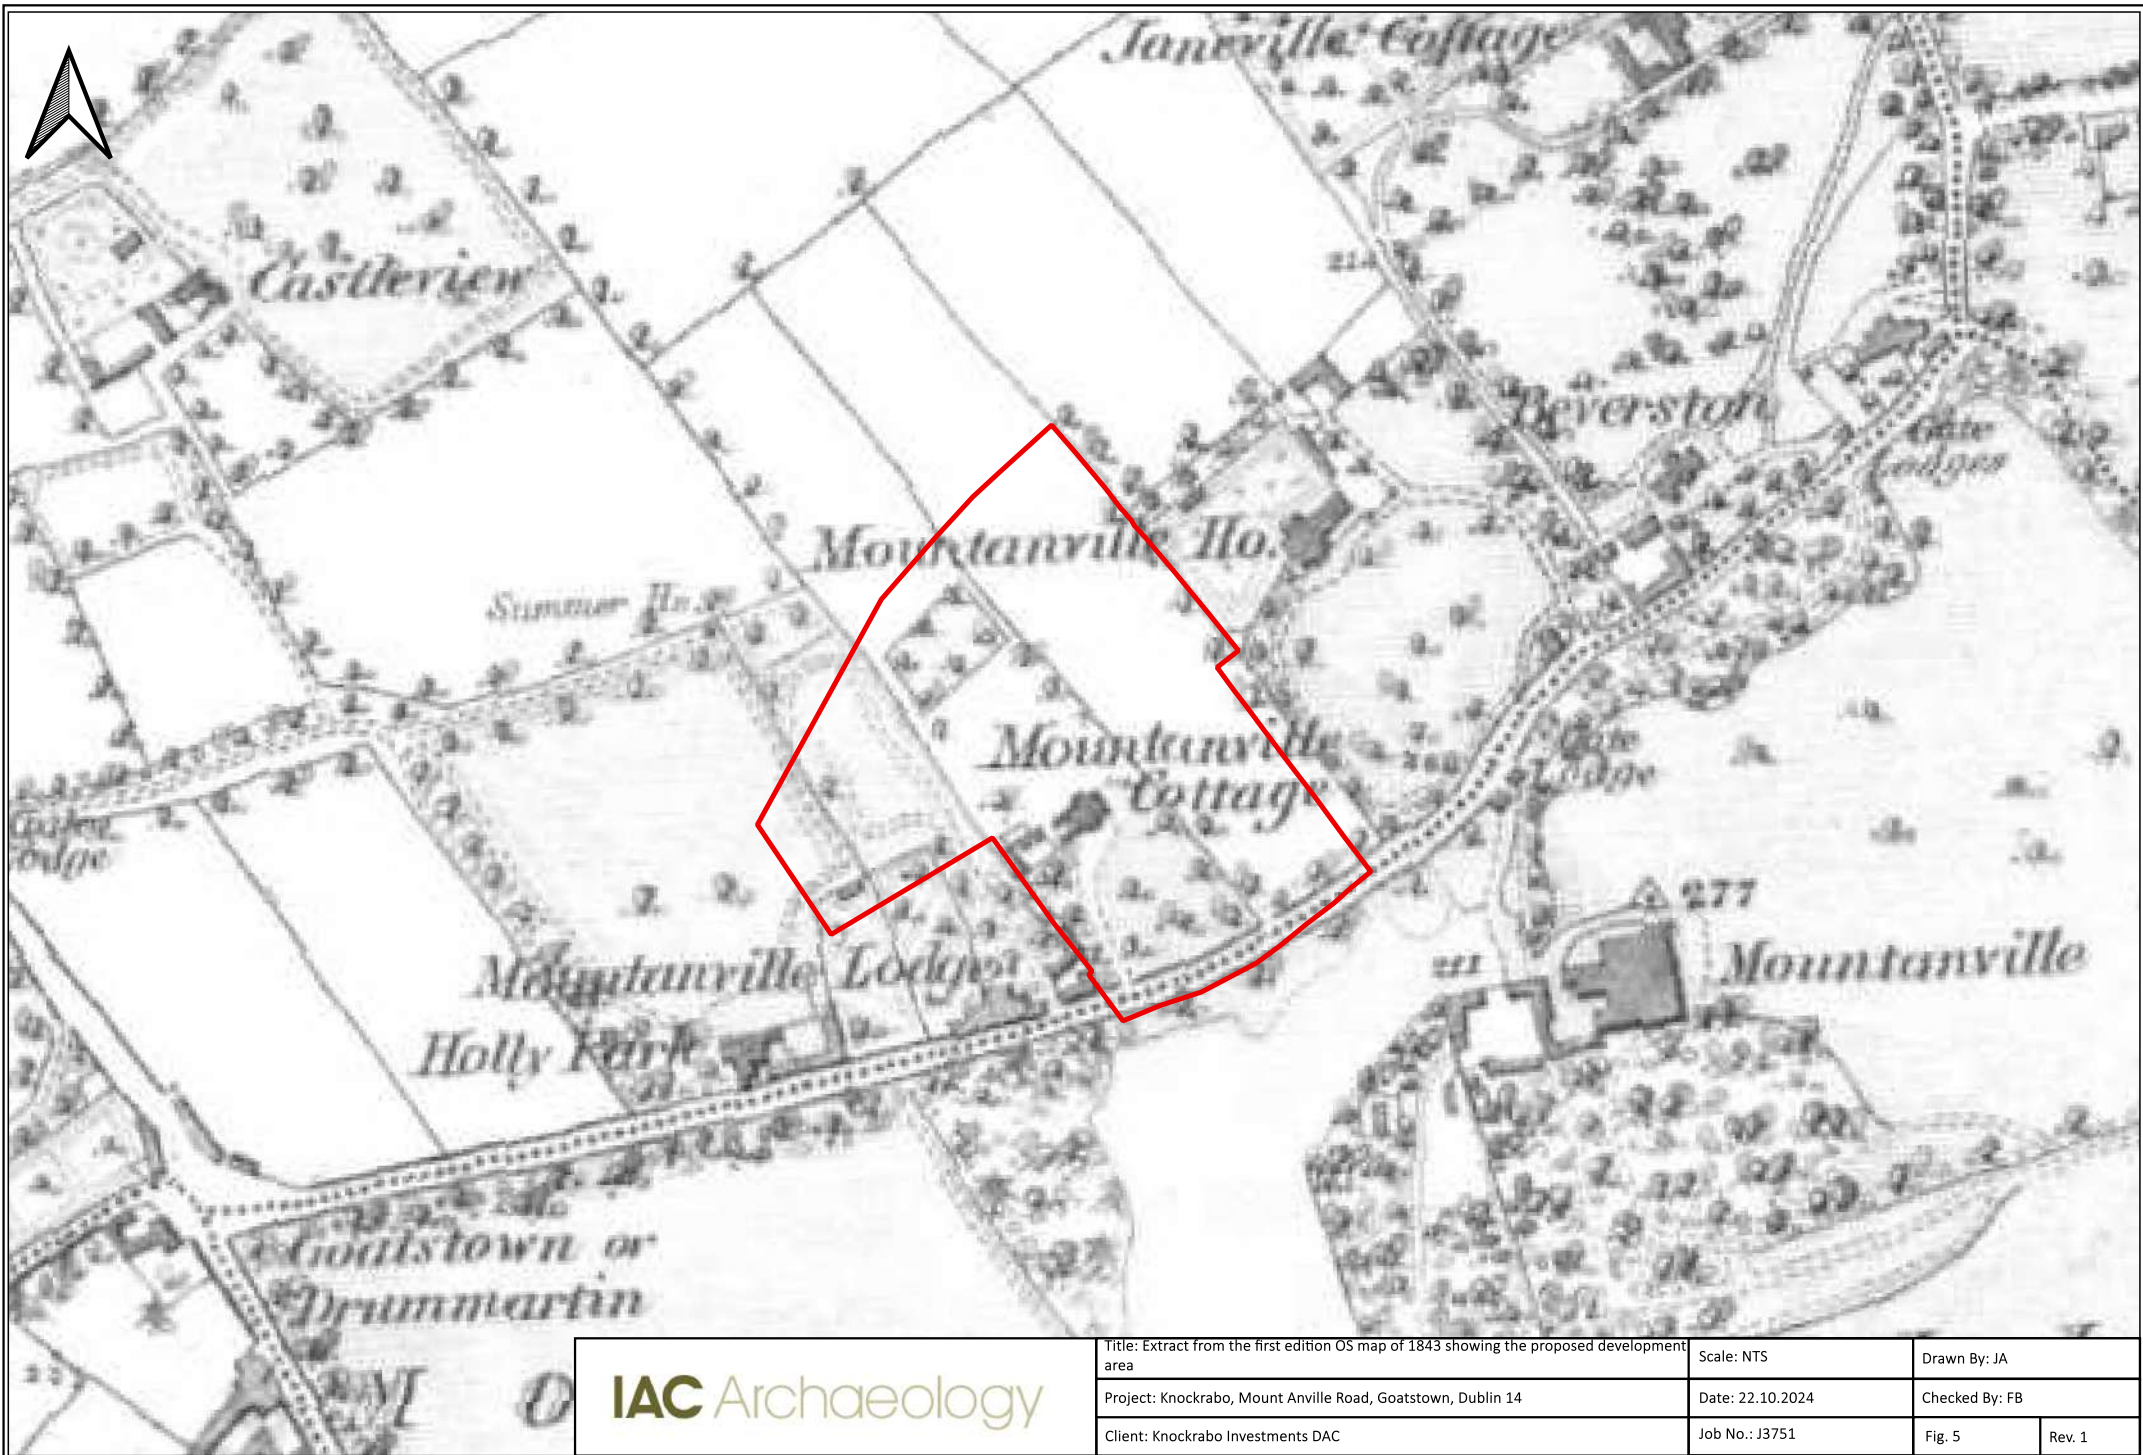 Janeville Cottage
Castleview
214
Beverston
Gate
Lodges
Mountanville Ho.
Summer Ho.
Mountanville
Cottage
Gate
Lodge
277
Mountanville
211
Mountanville Lodge
Holly Park
Goatstown or
Drummartin
M O
IAC Archaeology
Title: Extract from the first edition OS map of 1843 showing the proposed development
area
Scale: NTS
Drawn By: JA
Project: Knockrabo, Mount Anville Road, Goatstown, Dublin 14
Date: 22.10.2024
Checked By: FB
Client: Knockrabo Investments DAC
Job No.: J3751
Fig. 5
Rev. 1